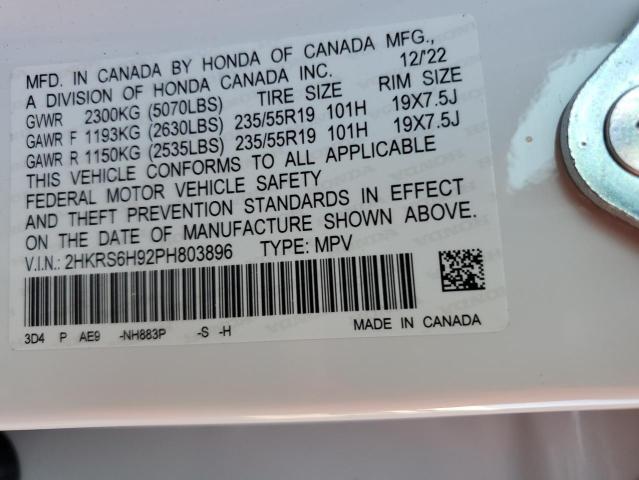 MFD. IN CANADA BY HONDA OF CANADA MFG.,
A DIVISION OF HONDA CANADA INC. 12/'22
GVWR 2300KG (5070LBS) TIRE SIZE RIM SIZE
GAWR F 1193KG (2630LBS) 235/55R19 101H 19X7.5J
GAWR R 1150KG (2535LBS) 235/55R19 101H 19X7.5J
THIS VEHICLE CONFORMS TO ALL APPLICABLE
FEDERAL MOTOR VEHICLE SAFETY
AND THEFT PREVENTION STANDARDS IN EFFECT
ON THE DATE OF MANUFACTURE SHOWN ABOVE.
V.I.N.: 2HKRS6H92PH803896 TYPE: MPV
3D4 P AE9 -NH883P -S -H MADE IN CANADA